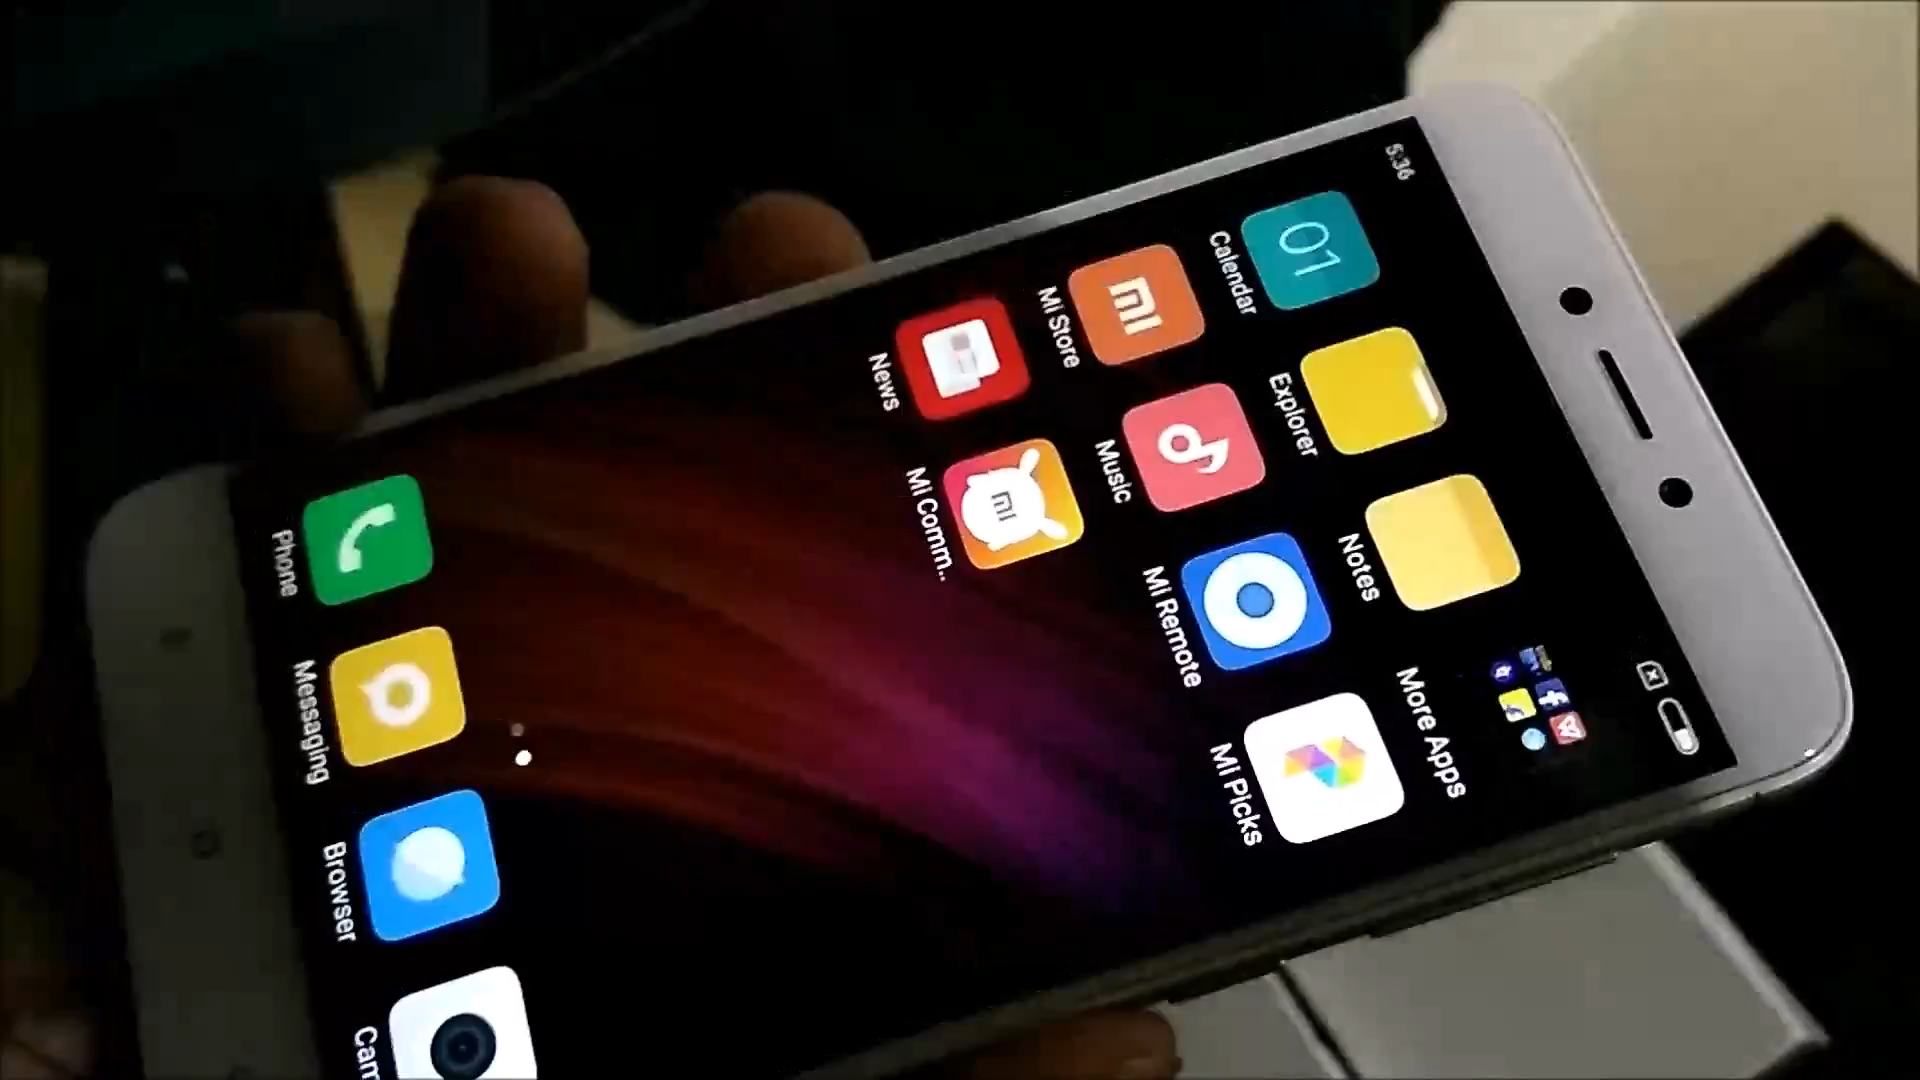 5:36
01
Calendar
Explorer
Notes
More Apps
Mi Store
Music
Mi Remote
Mi Picks
News
Mi Comm..
Phone
Messaging
Browser
Cam